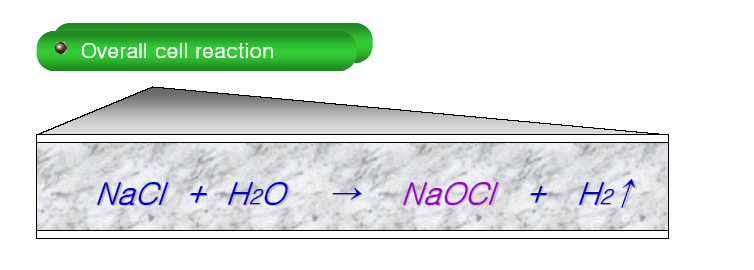 Overall cell reaction
NaCl + H2O → NaOCl + H2↑